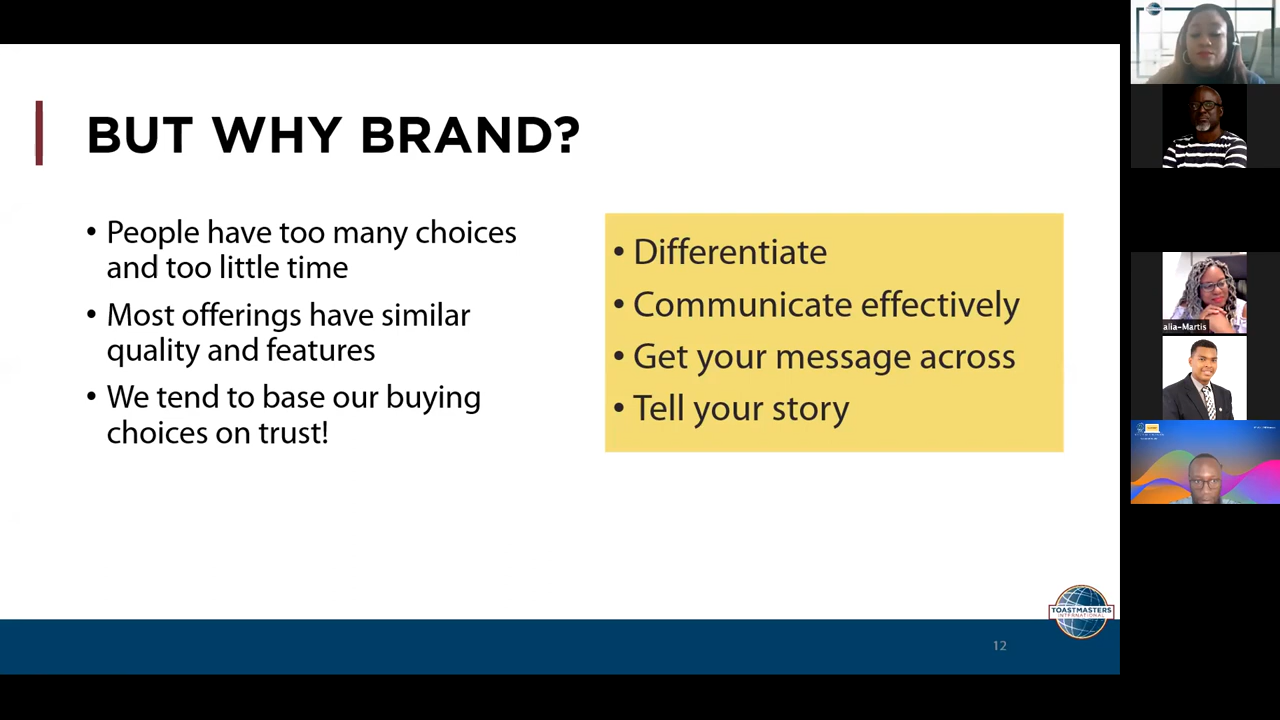 BUT WHY BRAND?
• People have too many choices
and too little time
• Most offerings have similar
quality and features
• We tend to base our buying
choices on trust!
• Differentiate
• Communicate effectively
• Get your message across
• Tell your story
TOASTMASTERS
INTERNATIONAL
12
alia-Martis